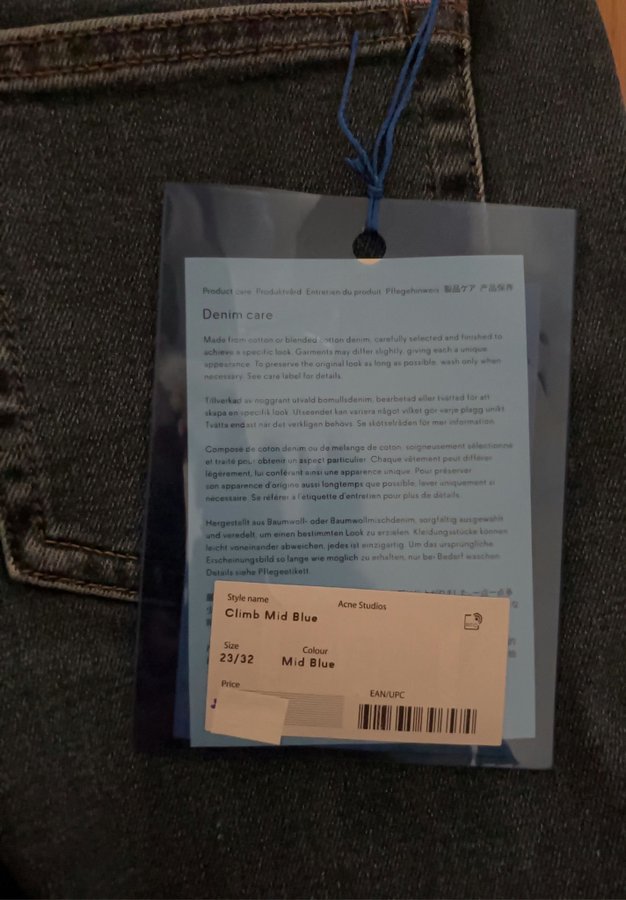 Product care Produktvård Entretien du produit Pflegehinweis 製品ケア 产品保养
Denim care
Made from cotton or blended cotton denim, carefully selected and finished to
achieve a specific look. Garments may differ slightly, giving each a unique
appearance. To preserve the original look as long as possible, wash only when
necessary. See care label for details.
Tillverkad av noggrant utvald bomullsdenim, bearbetad eller tvättad för att
skapa en specifik look. Utseendet kan variera något vilket gör varje plagg unikt.
Tvätta endast när det verkligen behövs. Se skötselråden för mer information.
Composé de coton denim ou de mélange de coton, soigneusement sélectionné
et traité pour obtenir un aspect particulier. Chaque vêtement peut différer
légèrement, lui conférant ainsi une apparence unique. Pour préserver
son apparence d'origine aussi longtemps que possible, laver uniquement si
nécessaire. Se référer à l'étiquette d'entretien pour plus de détails.
Hergestellt aus Baumwoll- oder Baumwollmischdenim, sorgfältig ausgewählt
und veredelt, um einen bestimmten Look zu erzielen. Kleidungsstücke können
leicht voneinander abweichen, jedes ist einzigartig. Um das ursprüngliche
Erscheinungsbild so lange wie möglich zu erhalten, nur bei Bedarf waschen.
Details siehe Pflegeetikett.
Style name
Acne Studios
Climb Mid Blue
Size
Colour
23/32
Mid Blue
Price
EAN/UPC